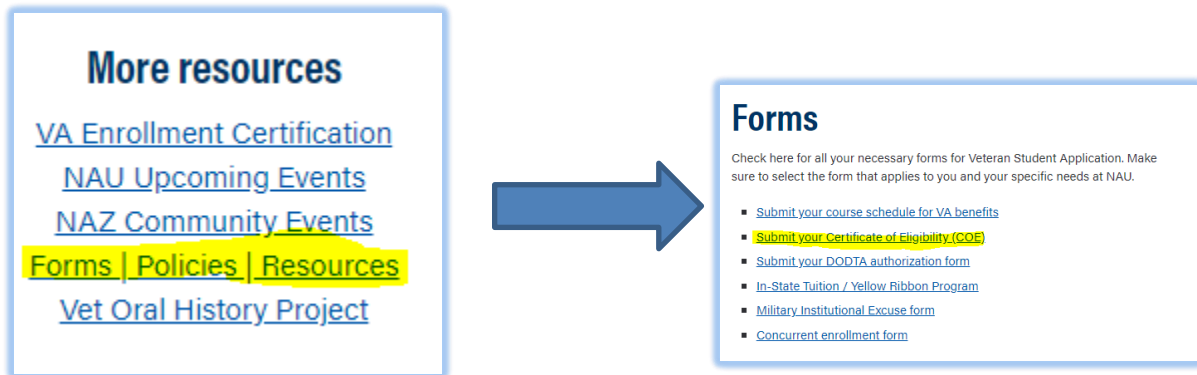 More resources
VA Enrollment Certification
NAU Upcoming Events
NAZ Community Events
Forms | Policies | Resources
Vet Oral History Project
Forms
Check here for all your necessary forms for Veteran Student Application. Make
sure to select the form that applies to you and your specific needs at NAU.
Submit your course schedule for VA benefits
Submit your Certificate of Eligibility (COE)
Submit your DODTA authorization form
In-State Tuition / Yellow Ribbon Program
Military Institutional Excuse form
Concurrent enrollment form